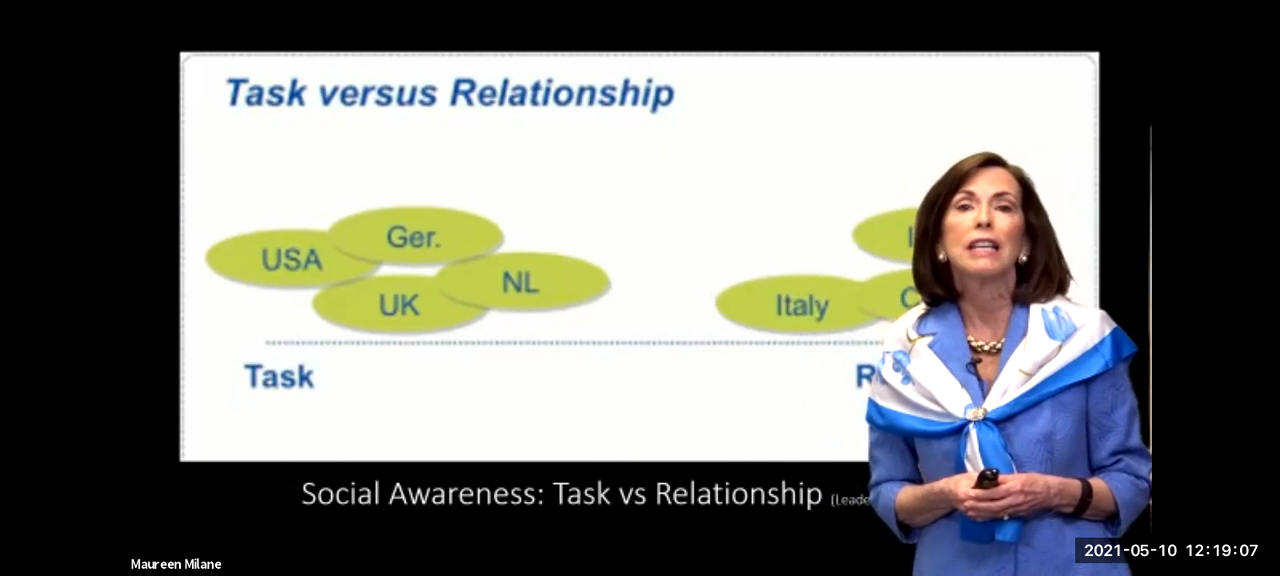 Task versus Relationship
Ger.
USA
NL
UK
Italy
Task
Social Awareness: Task vs Relationship
Maureen Milane
2021-05-10 12:19:07